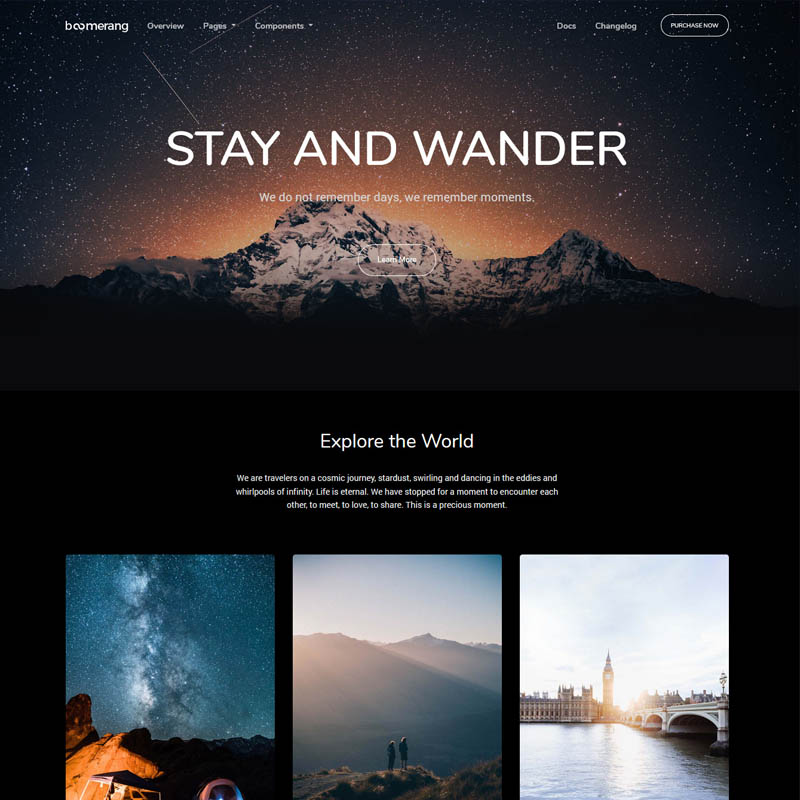 boomerang Overview Pages Components Docs Changelog PURCHASE NOW
STAY AND WANDER
We do not remember days, we remember moments.
Learn More
Explore the World
We are travelers on a cosmic journey, stardust, swirling and dancing in the eddies and
whirlpools of infinity. Life is eternal. We have stopped for a moment to encounter each
other, to meet, to love, to share. This is a precious moment.